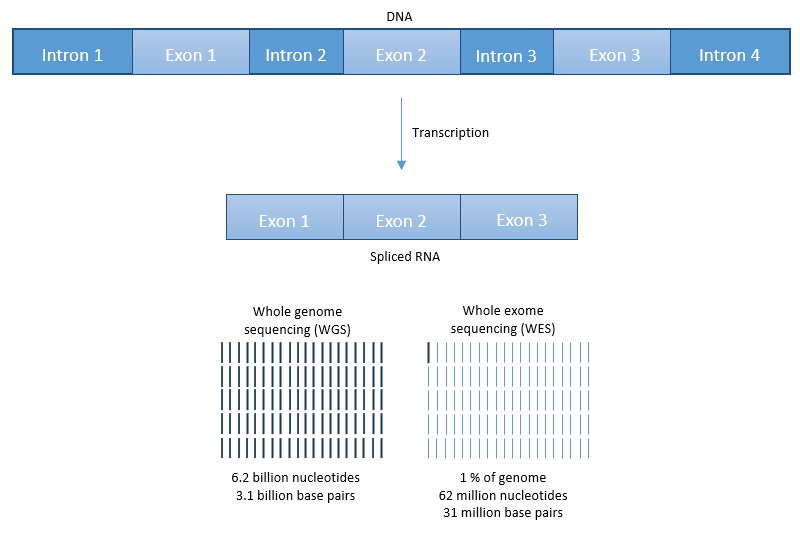 DNA
Intron 1 Exon 1 Intron 2 Exon 2 Intron 3 Exon 3 Intron 4
Transcription
Exon 1 Exon 2 Exon 3
Spliced RNA
Whole genome
sequencing (WGS)
6.2 billion nucleotides
3.1 billion base pairs
Whole exome
sequencing (WES)
1 % of genome
62 million nucleotides
31 million base pairs